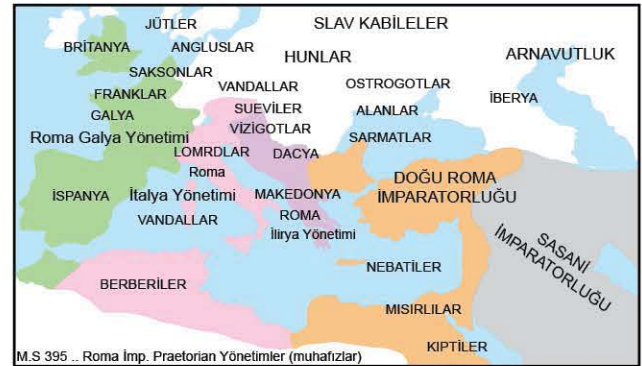 JÜTLER
SLAV KABİLELER
BRİTANYA
ANGLUSLAR
HUNLAR
ARNAVUTLUK
SAKSONLAR
VANDALLAR
OSTROGOTLAR
İBERYA
FRANKLAR
SUEVİLER
ALANLAR
GALYA
VİZİGOTLAR
SARMATLAR
Roma Galya Yönetimi
LOMRDLAR
DACYA
Roma
DOĞU ROMA
İMPARATORLUĞU
İSPANYA
İtalya Yönetimi
MAKEDONYA
VANDALLAR
ROMA
İlirya Yönetimi
SASANİ
İMPARATORLUĞU
NEBATİLER
BERBERİLER
MISIRLILAR
KIPTİLER
M.S 395 .. Roma İmp. Praetorian Yönetimler (muhafızlar)